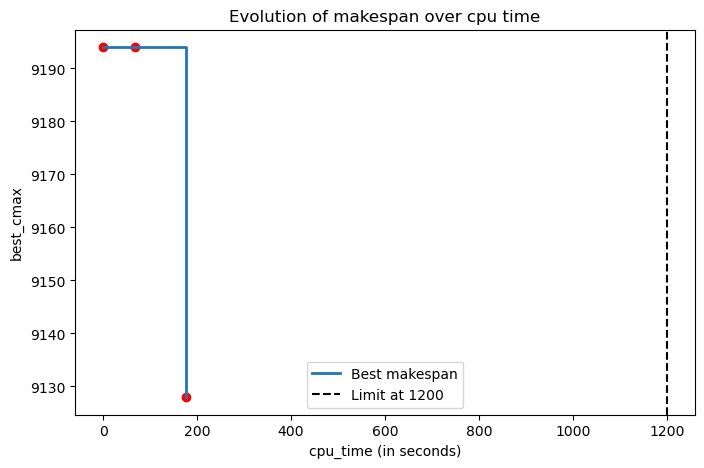 Evolution of makespan over cpu time
best_cmax
9190
9180
9170
9160
9150
9140
9130
0
200
400
600
800
1000
1200
cpu_time (in seconds)
Best makespan
Limit at 1200